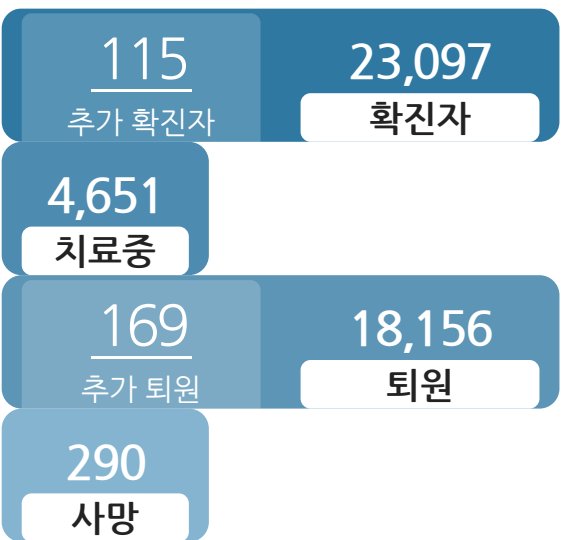 115
추가 확진자
23,097
확진자
4,651
치료중
169
추가 퇴원
18,156
퇴원
290
사망